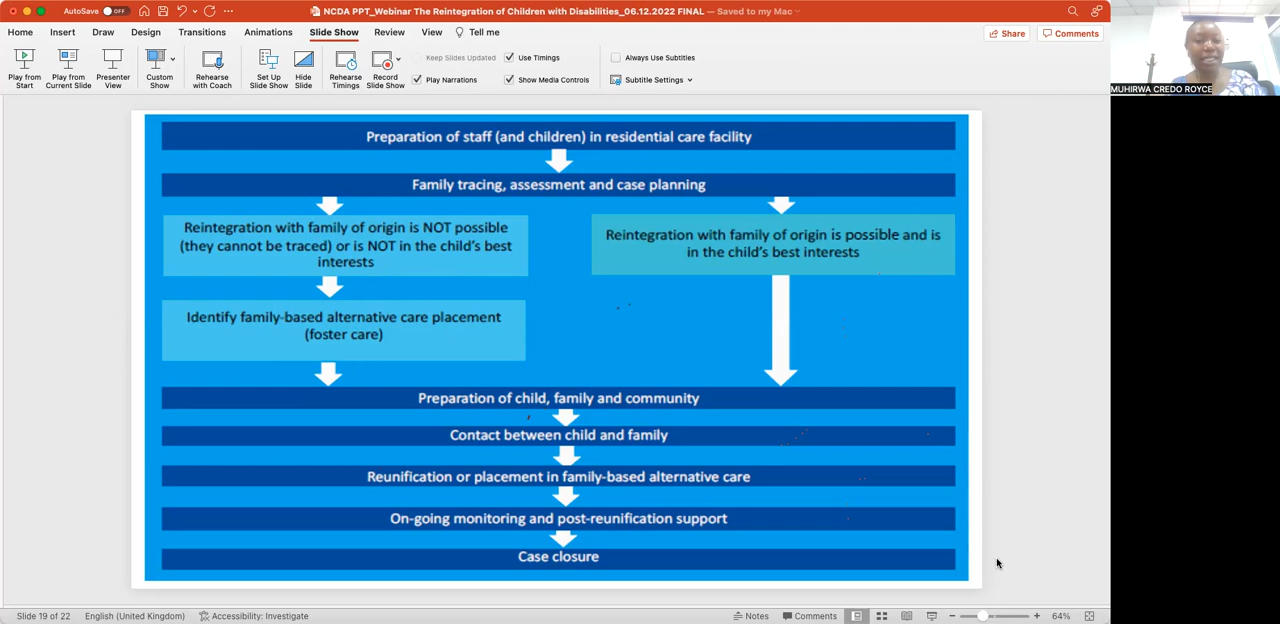 AutoSave OFF
NCDA PPT_Webinar The Reintegration of Children with Disabilities_06.12.2022 FINAL — Saved to my Mac
Home Insert Draw Design Transitions Animations Slide Show Review View Tell me
Share Comments
Play from Start
Play from Current Slide
Presenter View
Custom Show
Rehearse with Coach
Set Up Slide Show
Hide Slide
Rehearse Timings
Record Slide Show
Keep Slides Updated
Use Timings
Play Narrations
Show Media Controls
Always Use Subtitles
Subtitle Settings
MUHIRWA CREDO ROYCE
Preparation of staff (and children) in residential care facility
Family tracing, assessment and case planning
Reintegration with family of origin is NOT possible
(they cannot be traced) or is NOT in the child's best
interests
Reintegration with family of origin is possible and is
in the child's best interests
Identify family-based alternative care placement
(foster care)
Preparation of child, family and community
Contact between child and family
Reunification or placement in family-based alternative care
On-going monitoring and post-reunification support
Case closure
Slide 19 of 22 English (United Kingdom) Accessibility: Investigate Notes Comments 64%